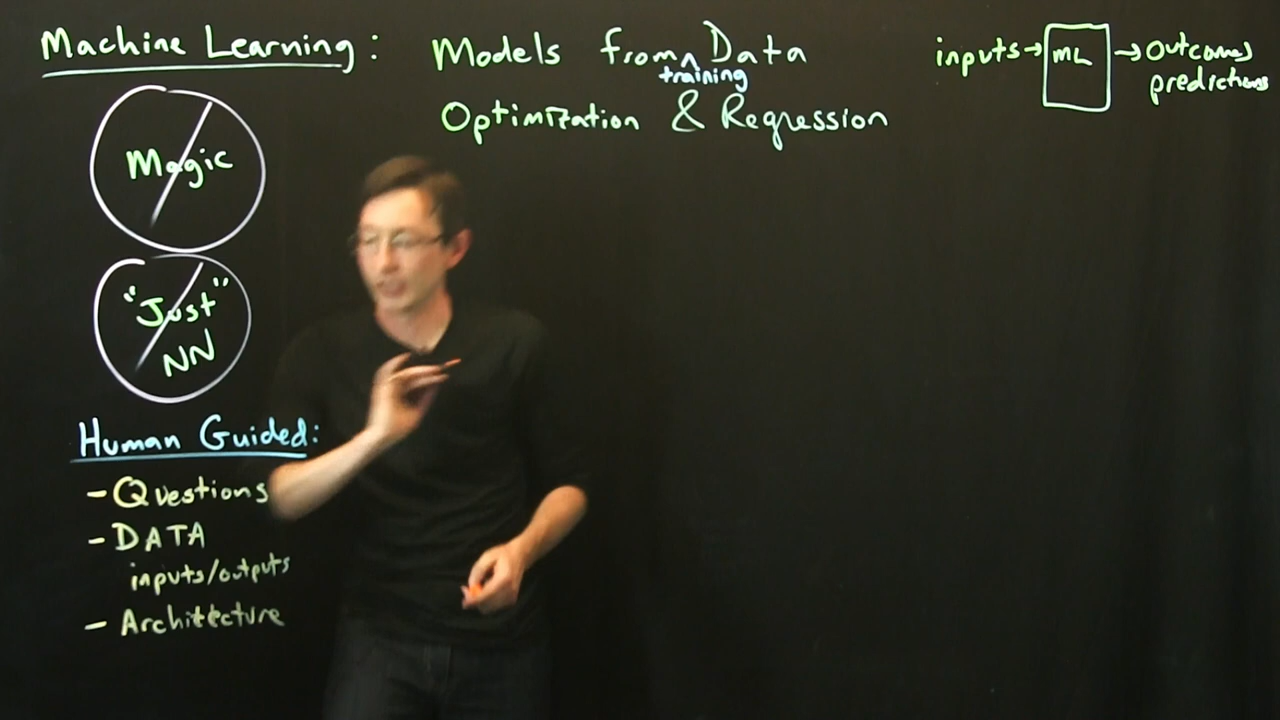 Machine Learning: Models from ^ Data
training
Optimization & Regression
inputs → ML → Outcomes
predictions
Magic
"Just"
NN
Human Guided:
- Questions
- DATA
inputs/outputs
- Architecture